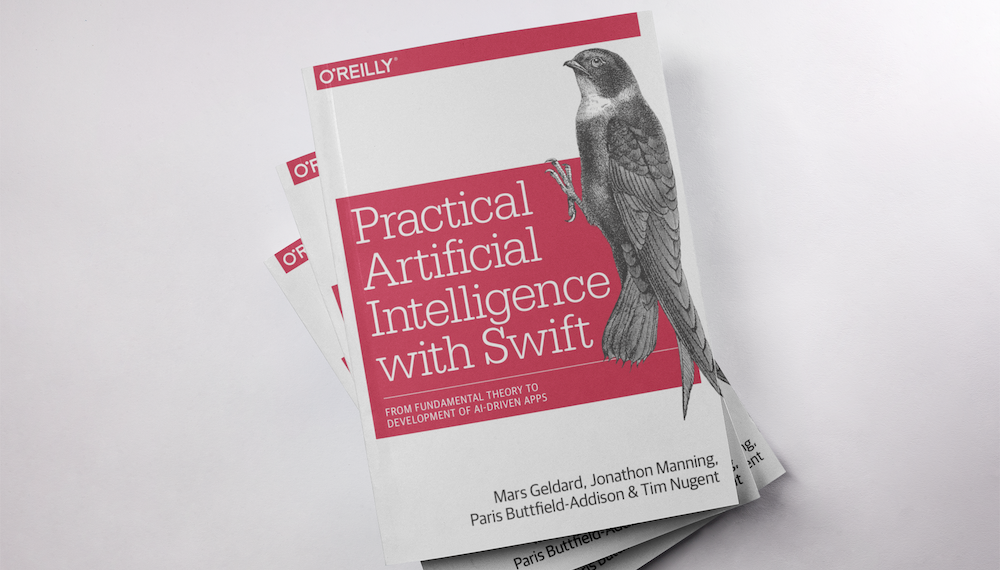 O'REILLY®
Practical
Artificial
Intelligence
with Swift
FROM FUNDAMENTAL THEORY TO
DEVELOPMENT OF AI-DRIVEN APPS
Mars Geldard, Jonathon Manning,
Paris Buttfield-Addison & Tim Nugent